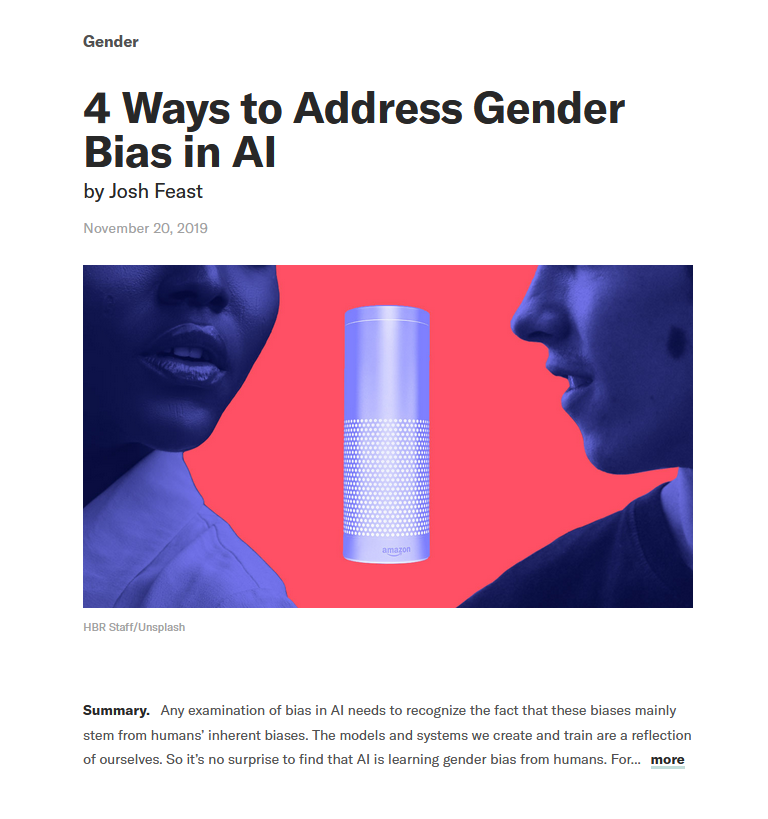 Gender
4 Ways to Address Gender
Bias in AI
by Josh Feast
November 20, 2019
amazon
HBR Staff/Unsplash
Summary. Any examination of bias in AI needs to recognize the fact that these biases mainly
stem from humans’ inherent biases. The models and systems we create and train are a reflection
of ourselves. So it’s no surprise to find that AI is learning gender bias from humans. For... more